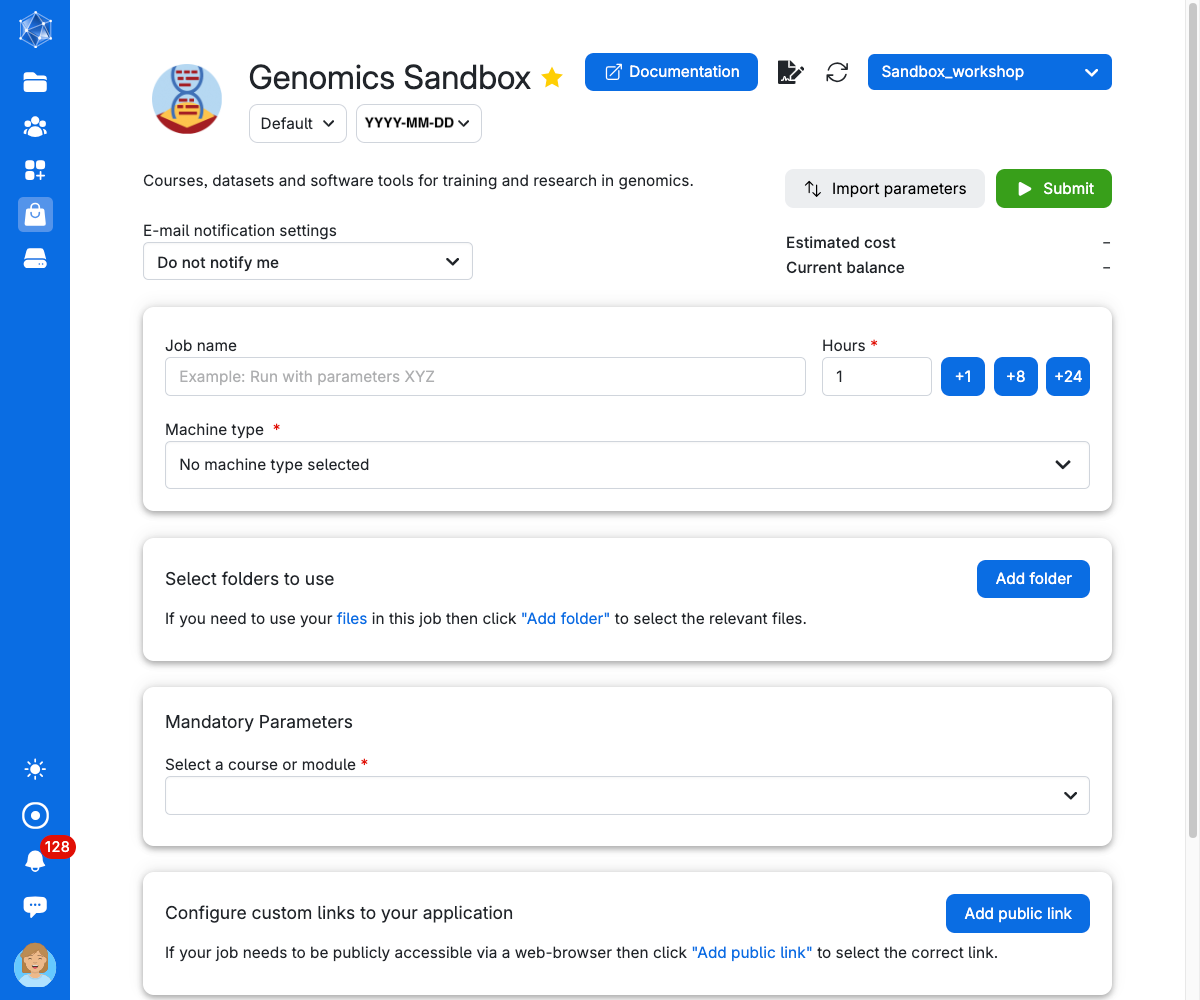 Genomics Sandbox
Documentation
Sandbox_workshop
Default
YYYY-MM-DD
Courses, datasets and software tools for training and research in genomics.
Import parameters
Submit
E-mail notification settings
Do not notify me
Estimated cost –
Current balance –
Job name
Example: Run with parameters XYZ
Hours *
1
+1
+8
+24
Machine type *
No machine type selected
Select folders to use
Add folder
If you need to use your files in this job then click "Add folder" to select the relevant files.
Mandatory Parameters
Select a course or module *
Configure custom links to your application
Add public link
If your job needs to be publicly accessible via a web-browser then click "Add public link" to select the correct link.
128